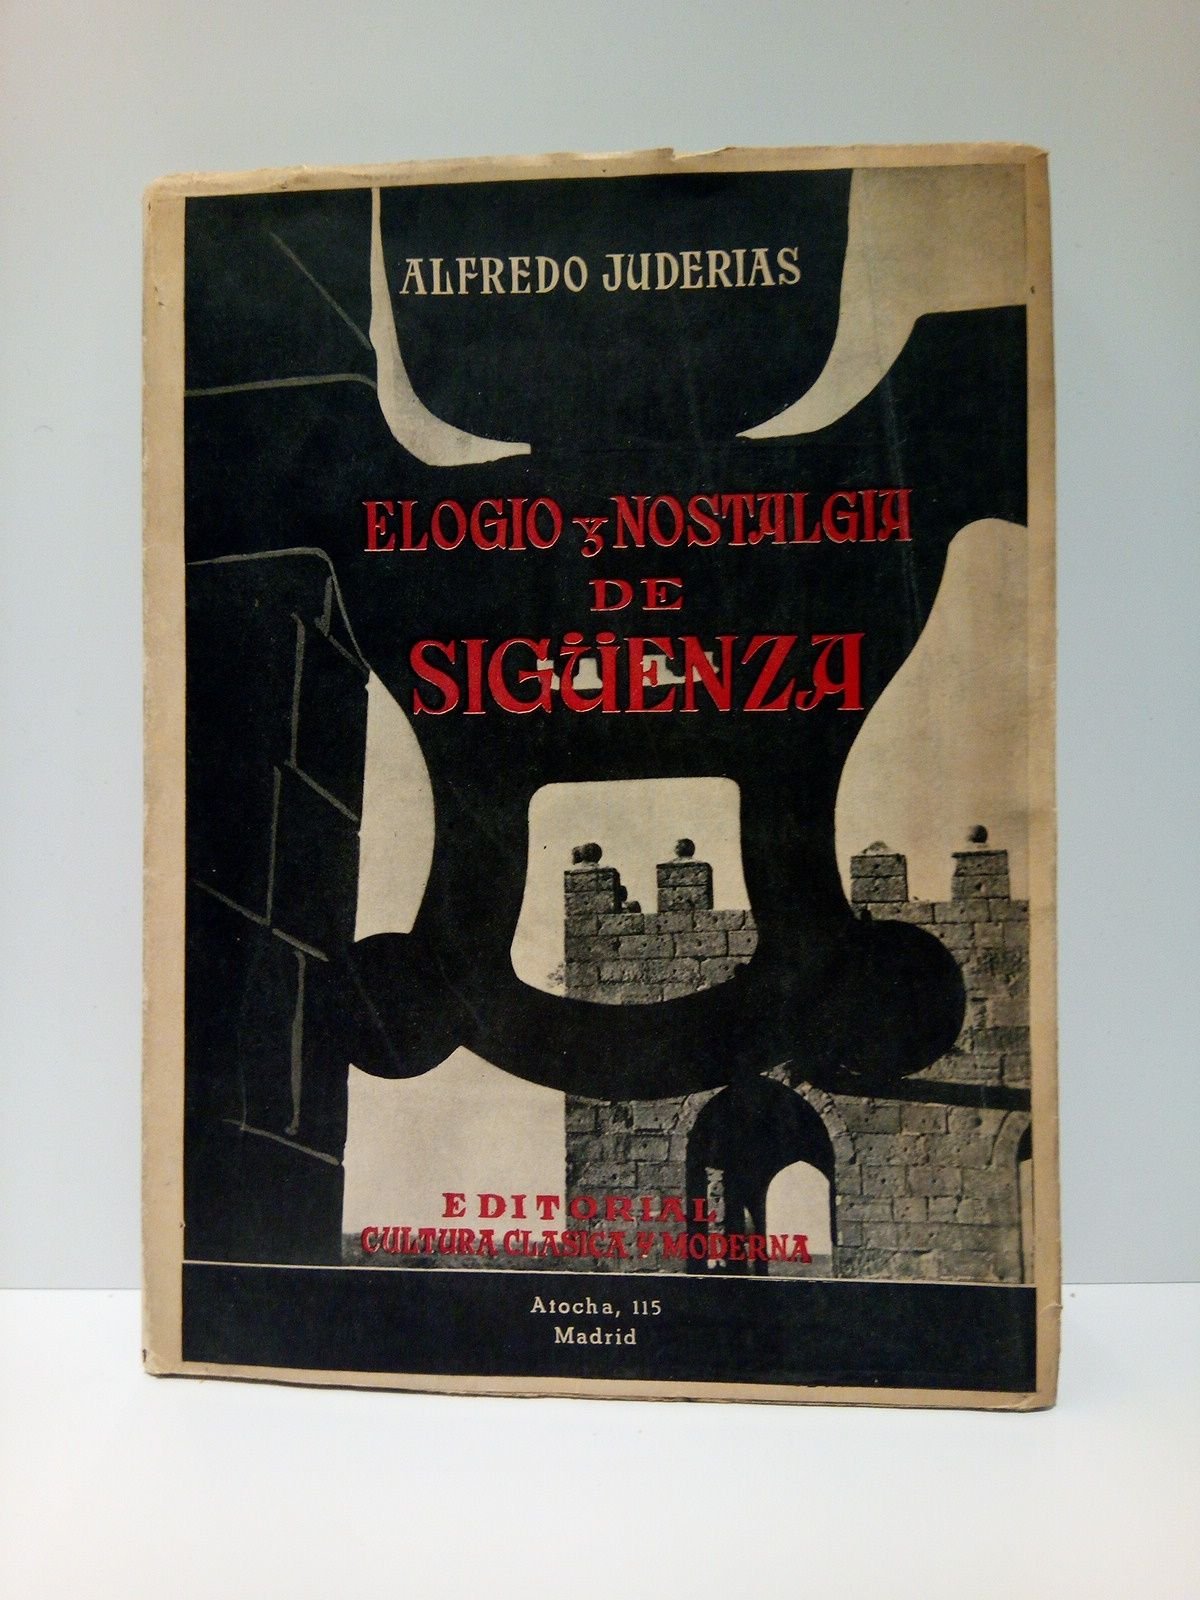 ALFREDO JUDERIAS
ELOGIO y NOSTALGIA
DE
SIGÜENZA
EDITORIAL
CULTURA CLASICA Y MODERNA
Atocha, 115
Madrid